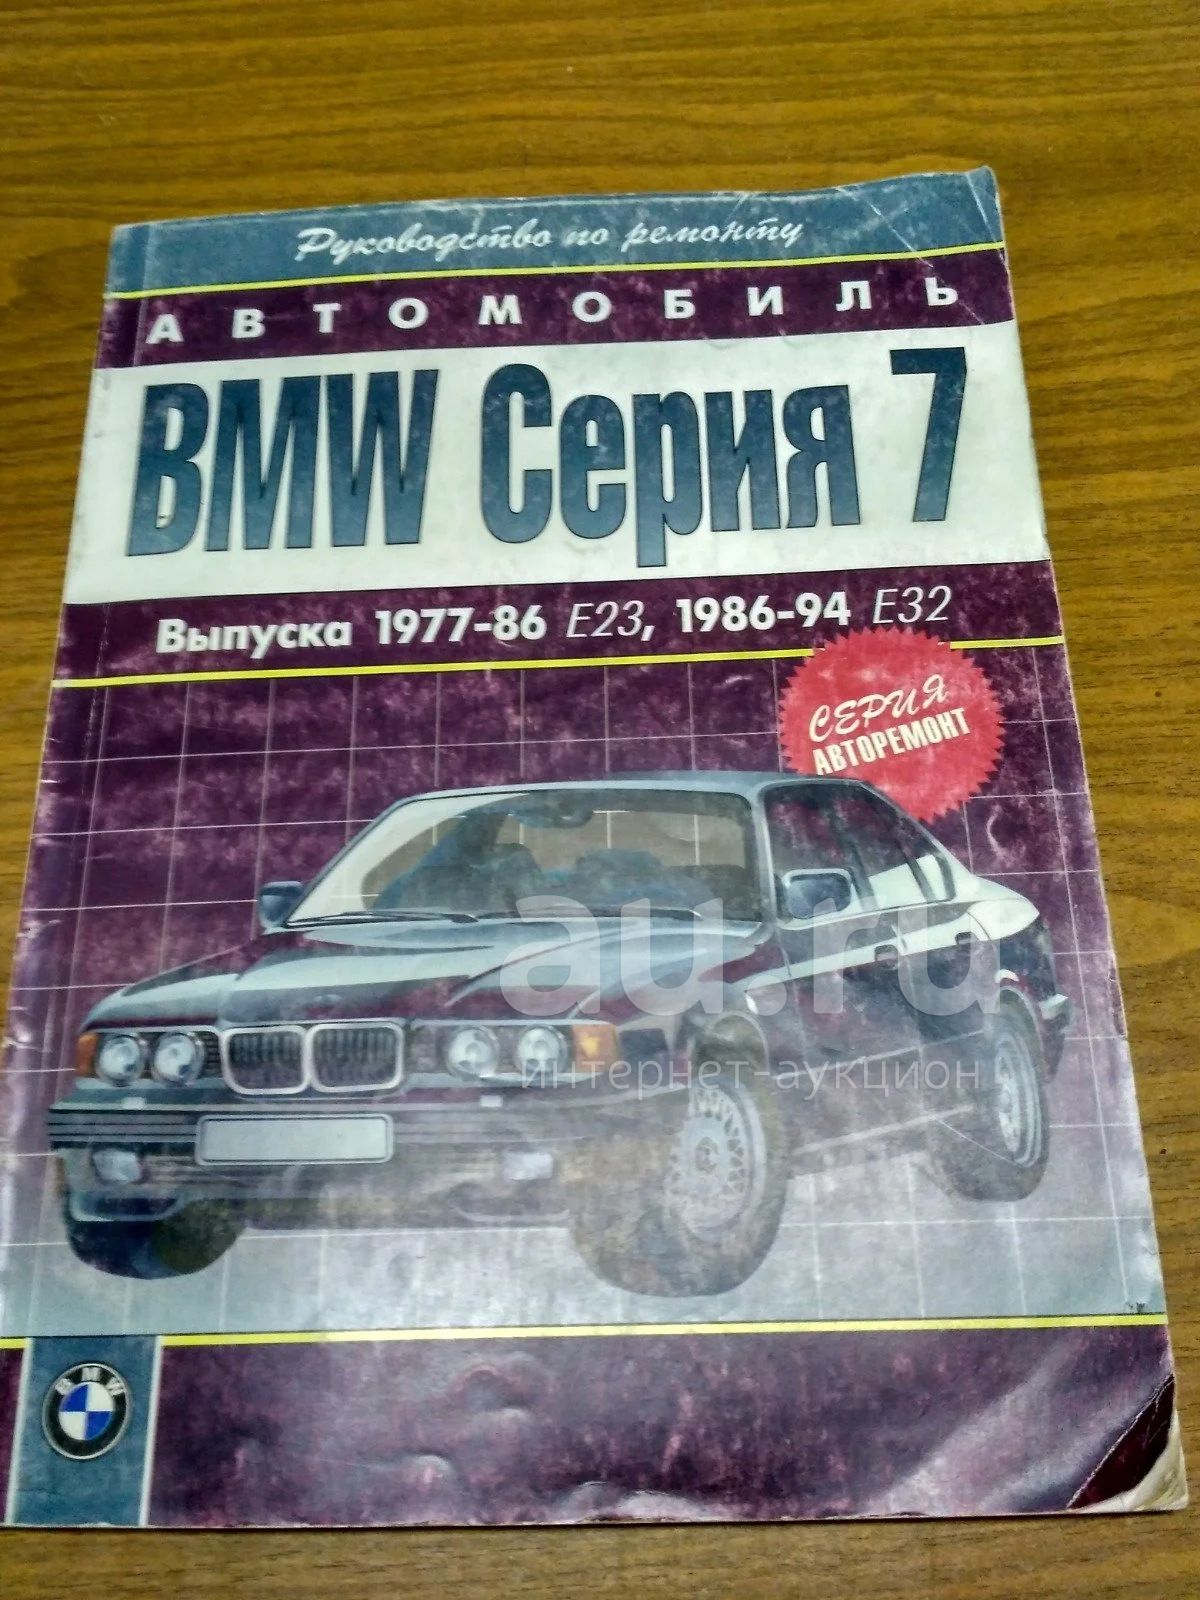 Руководство по ремонту
АВТОМОБИЛЬ
BMW Серия 7
Выпуска 1977-86 E23, 1986-94 E32
СЕРИЯ
АВТОРЕМОНТ
au.ru
интернет-аукцион
BMW